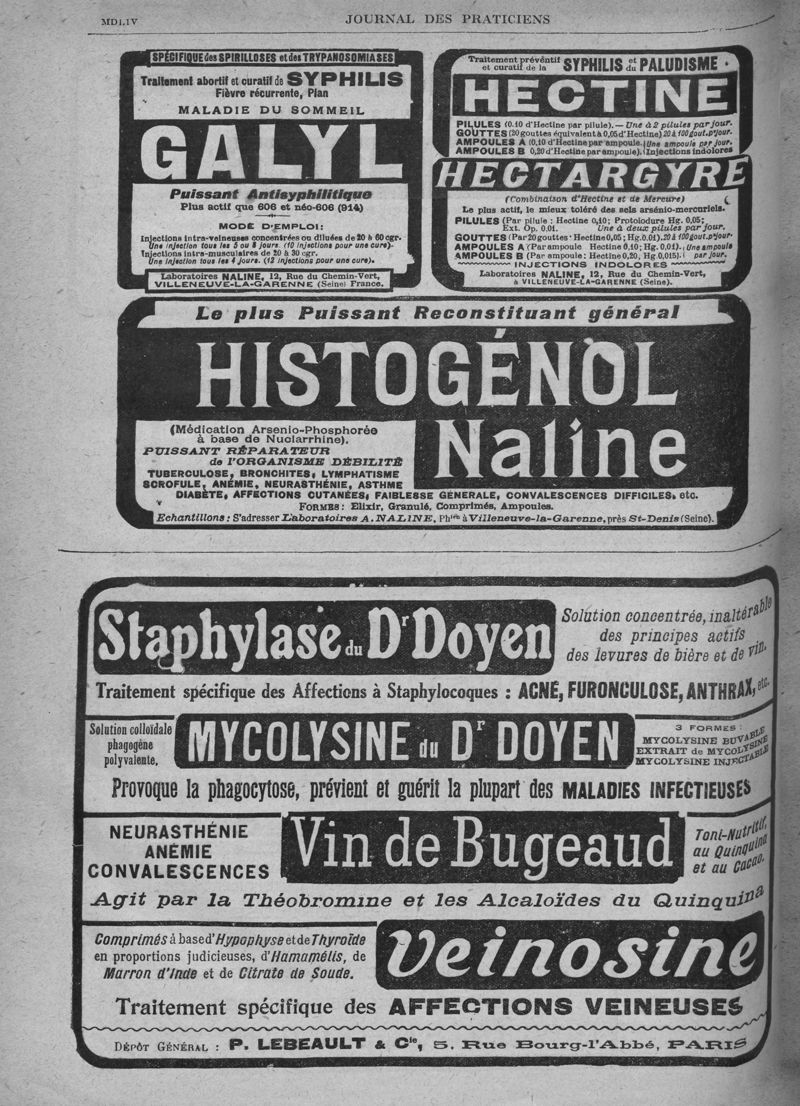 MDLIV
JOURNAL DES PRATICIENS
SPÉCIFIQUE des SPIRILLOSES et des TRYPANOSOMIASES
Traitement abortif et curatif de SYPHILIS
Fièvre récurrente, Pian
MALADIE DU SOMMEIL
GALYL
Puissant Antisyphilitique
Plus actif que 606 et néo-606 (914)
MODE D'EMPLOI:
Injections intra-veineuses concentrées ou diluées de 20 à 60 cgr.
Une injection tous les 5 ou 8 jours. (10 injections pour une cure).
Injections intra-musculaires de 20 à 30 cgr.
Une injection tous les 4 jours. (12 injections pour une cure).
Laboratoires NALINE, 12, Rue du Chemin-Vert,
VILLENEUVE-LA-GARENNE (Seine) France.
Traitement préventif et curatif de la SYPHILIS et du PALUDISME
HECTINE
PILULES (0.10 d'Hectine par pilule). — Une à 2 pilules par jour.
GOUTTES (20 gouttes équivalent à 0,05 d'Hectine) 20 à 100 gout. p' jour.
AMPOULES A (0,10 d'Hectine par ampoule. Une ampoule par jour.
AMPOULES B 0,20 d'Hectine par ampoule). (Injections indolores
HECTARGYRE
(Combinaison d'Hectine et de Mercure)
Le plus actif, le mieux toléré des sels arsénio-mercuriels.
PILULES (Par pilule: Hectine 0,10; Protoiodure Hg. 0,05;
Ext. Op. 0,01. Une à deux pilules par jour.
GOUTTES (Par 20 gouttes: Hectine 0,05; Hg. 0.01). 20 à 100 gout. p' jour.
AMPOULES A (Par ampoule Hectine 0,10; Hg. 0,01). Une ampoule
AMPOULES B (Par ampoule: Hectine 0,20, Hg. 0,015). par jour.
INJECTIONS INDOLORES
Laboratoires NALINE, 12, Rue du Chemin-Vert,
à VILLENEUVE-LA-GARENNE (Seine).
Le plus Puissant Reconstituant général
HISTOGÉNOL
Naline
(Médication Arsenio-Phosphorée
à base de Nuclarrhine).
PUISSANT RÉPARATEUR
de l'ORGANISME DÉBILITÉ
TUBERCULOSE, BRONCHITES, LYMPHATISME
SCROFULE, ANÉMIE, NEURASTHÉNIE, ASTHME
DIABÈTE, AFFECTIONS CUTANÉES, FAIBLESSE GÉNÉRALE, CONVALESCENCES DIFFICILES, etc.
FORMES: Elixir, Granulé, Comprimés, Ampoules.
Echantillons: S'adresser Laboratoires A. NALINE, Phien à Villeneuve-la-Garenne, près St-Denis (Seine).
Staphylase du Dr Doyen
Solution concentrée, inaltérable
des principes actifs
des levures de bière et de vin.
Traitement spécifique des Affections à Staphylocoques : ACNÉ, FURONCULOSE, ANTHRAX, etc.
Solution colloïdale
phagogène
polyvalente.
MYCOLYSINE du Dr DOYEN
3 FORMES :
MYCOLYSINE BUVABLE
EXTRAIT de MYCOLYSINE
MYCOLYSINE INJECTABLE
Provoque la phagocytose, prévient et guérit la plupart des MALADIES INFECTIEUSES
NEURASTHÉNIE
ANÉMIE
CONVALESCENCES
Vin de Bugeaud
Toni-Nutritif,
au Quinquina
et au Cacao.
Agit par la Théobromine et les Alcaloïdes du Quinquina
Comprimés à base d'Hypophyse et de Thyroïde
en proportions judicieuses, d'Hamamélis, de
Marron d'Inde et de Citrate de Soude.
Veinosine
Traitement spécifique des AFFECTIONS VEINEUSES
DÉPÔT GÉNÉRAL : P. LEBEAULT & Cie, 5, Rue Bourg-l'Abbé, PARIS